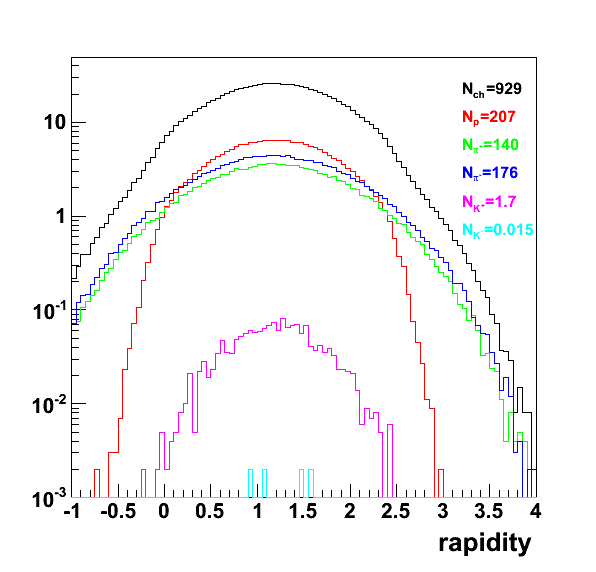 N_ch=929
N_p=207
10
N_π=140
N_π⁻=176
N_K⁺=1.7
1
N_K⁻=0.015
10⁻¹
10⁻²
10⁻³
-1 -0.5 0 0.5 1 1.5 2 2.5 3 3.5 4
rapidity